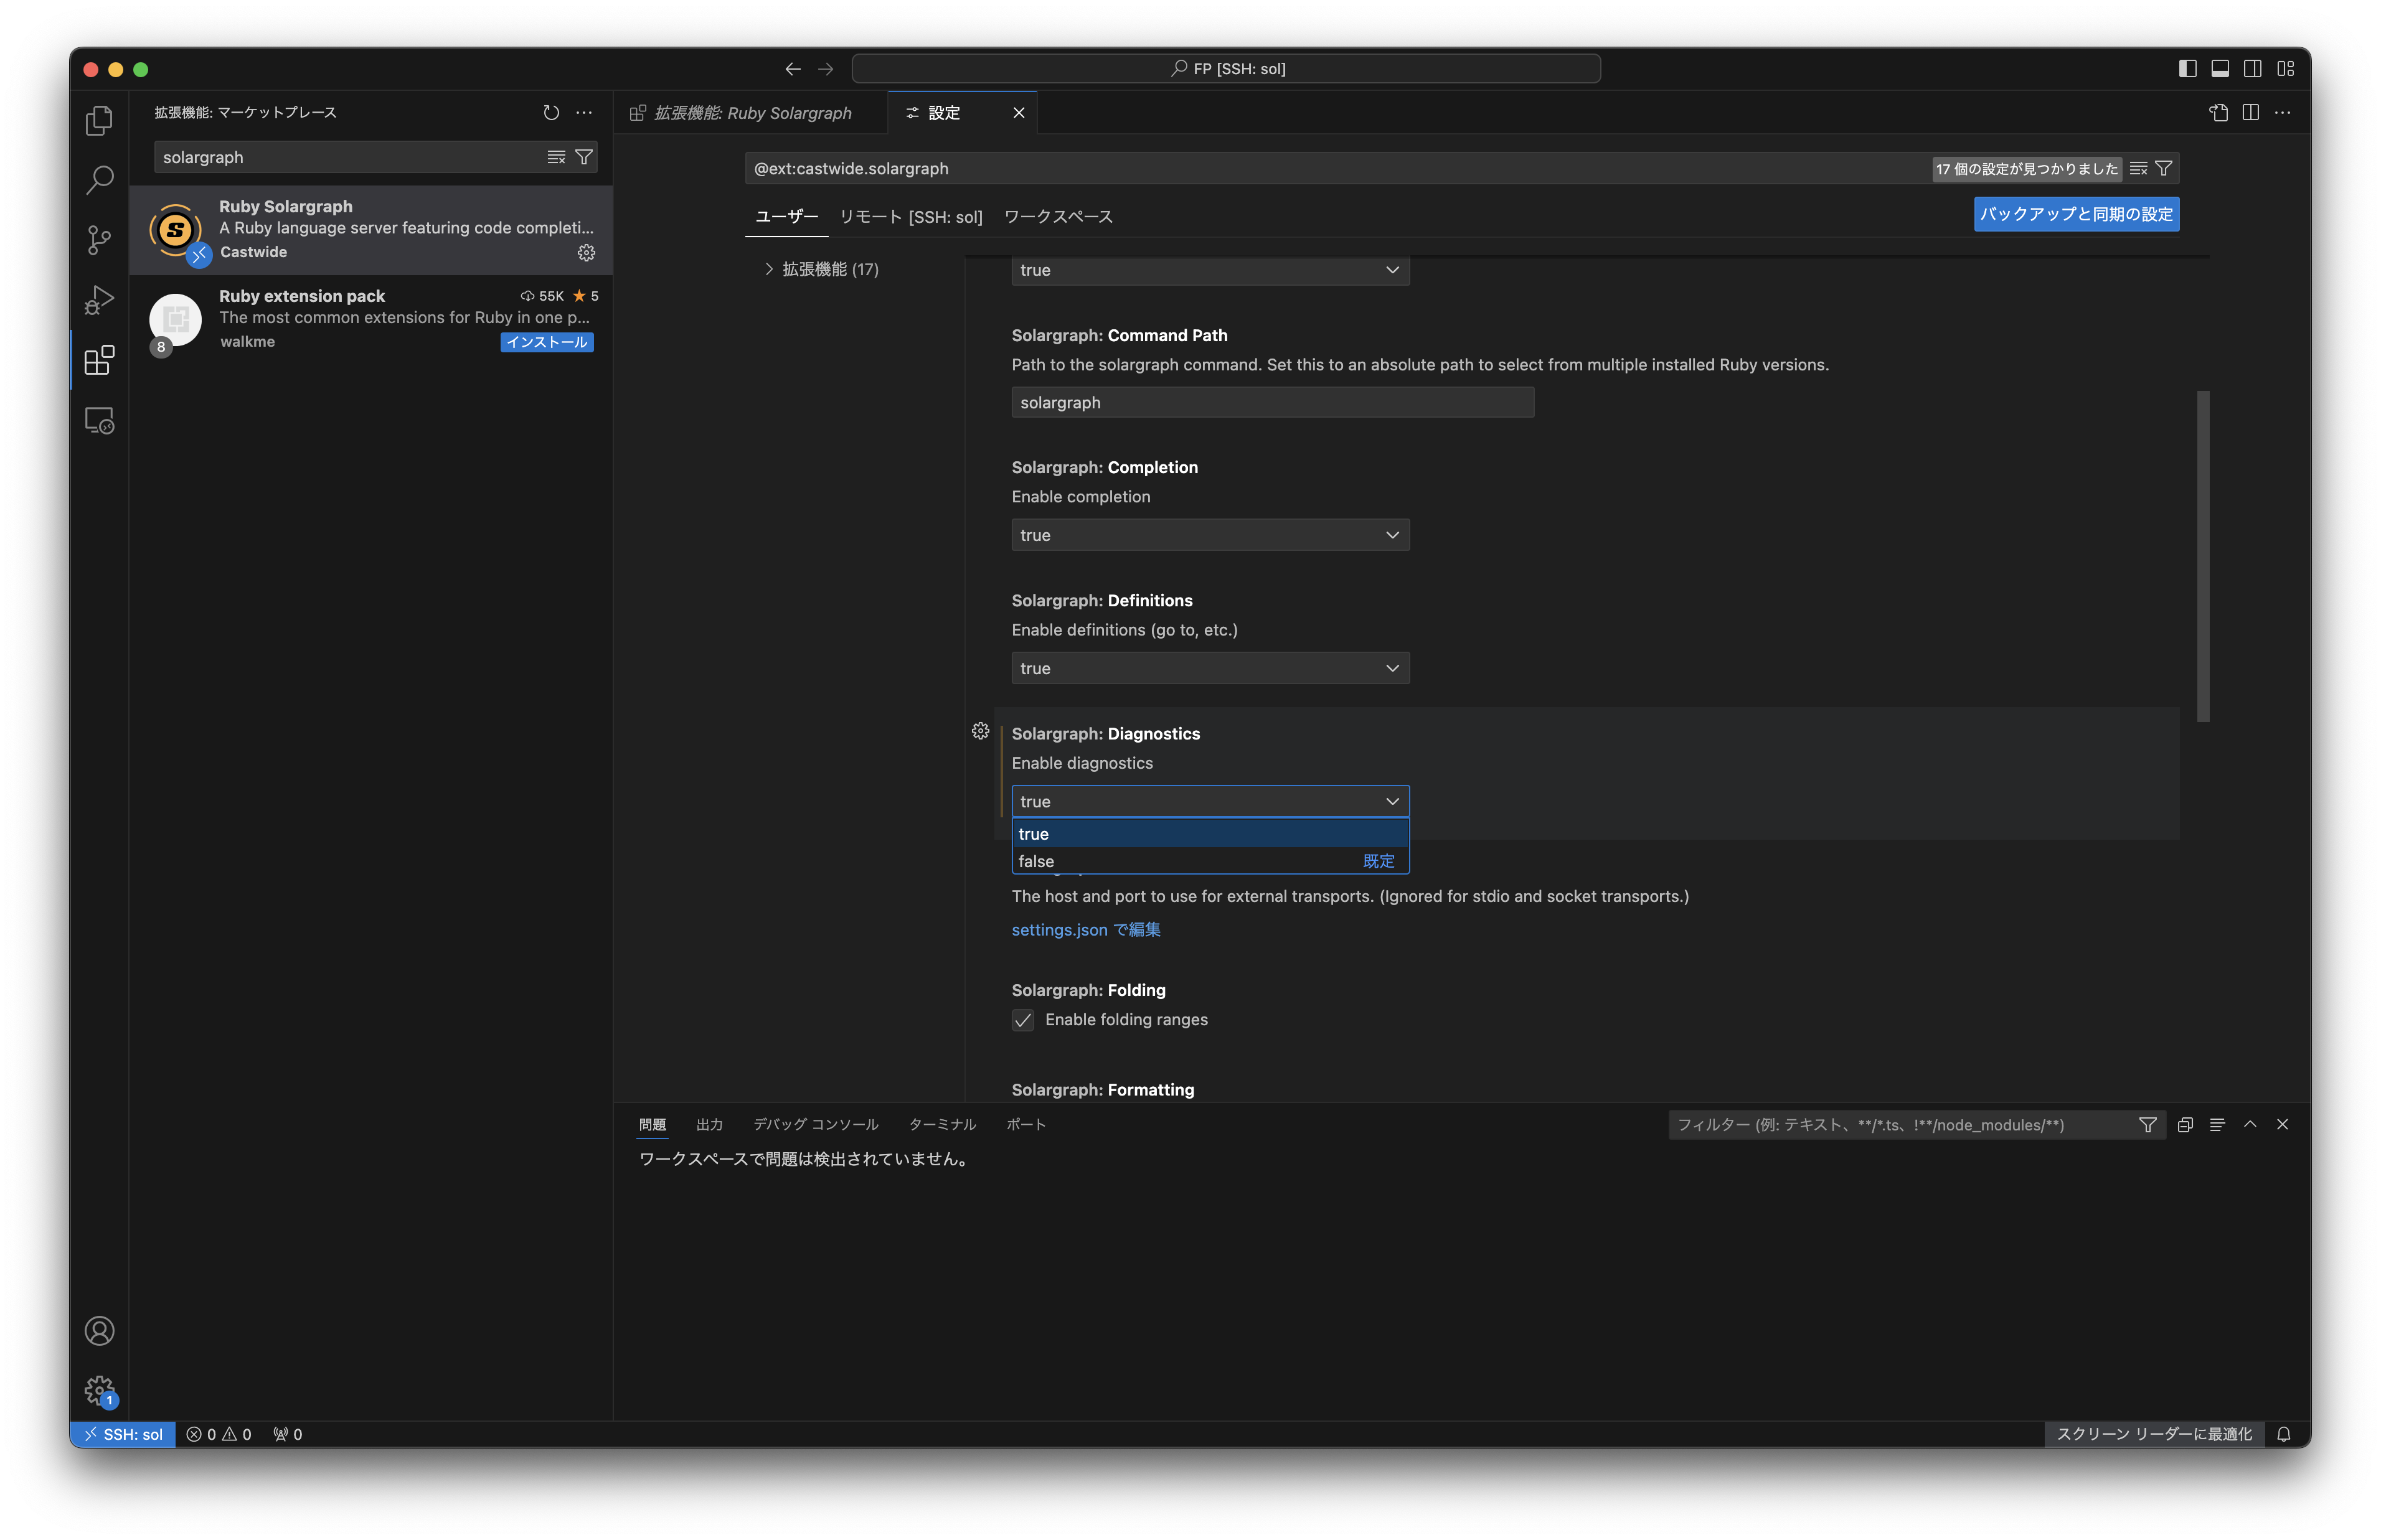 FP [SSH: sol]
拡張機能: マーケットプレース
solargraph
Ruby Solargraph
A Ruby language server featuring code completi...
Castwide
Ruby extension pack
55K ★ 5
The most common extensions for Ruby in one p...
walkme
インストール
8
拡張機能: Ruby Solargraph
設定
@ext:castwide.solargraph
17 個の設定が見つかりました
ユーザー
リモート [SSH: sol]
ワークスペース
バックアップと同期の設定
拡張機能 (17)
true
Solargraph: Command Path
Path to the solargraph command. Set this to an absolute path to select from multiple installed Ruby versions.
solargraph
Solargraph: Completion
Enable completion
true
Solargraph: Definitions
Enable definitions (go to, etc.)
true
Solargraph: Diagnostics
Enable diagnostics
true
true
false 既定
The host and port to use for external transports. (Ignored for stdio and socket transports.)
settings.json で編集
Solargraph: Folding
Enable folding ranges
Solargraph: Formatting
問題
出力
デバッグ コンソール
ターミナル
ポート
フィルター (例: テキスト、**/*.ts、!**/node_modules/**)
ワークスペースで問題は検出されていません。
1
SSH: sol
0
0
0
スクリーン リーダーに最適化